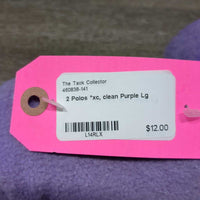 The Tack Collector
460838-141
2 Polos *xc, clean Purple Lg
$12.00
L14RLX